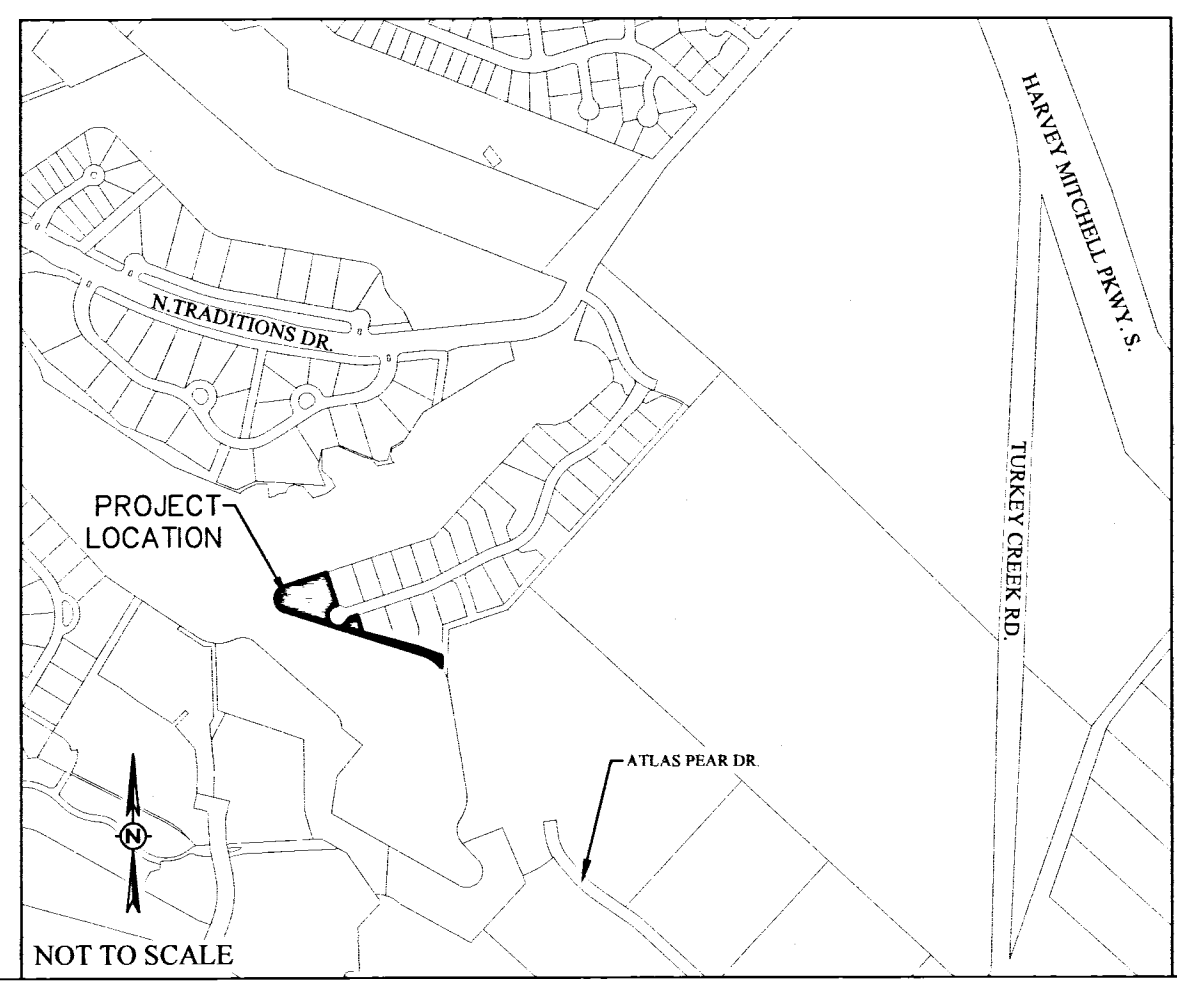 HARVEY MITCHELL PKWY. S.
N. TRADITIONS DR.
TURKEY CREEK RD.
PROJECT
LOCATION
ATLAS PEAR DR.
N
NOT TO SCALE